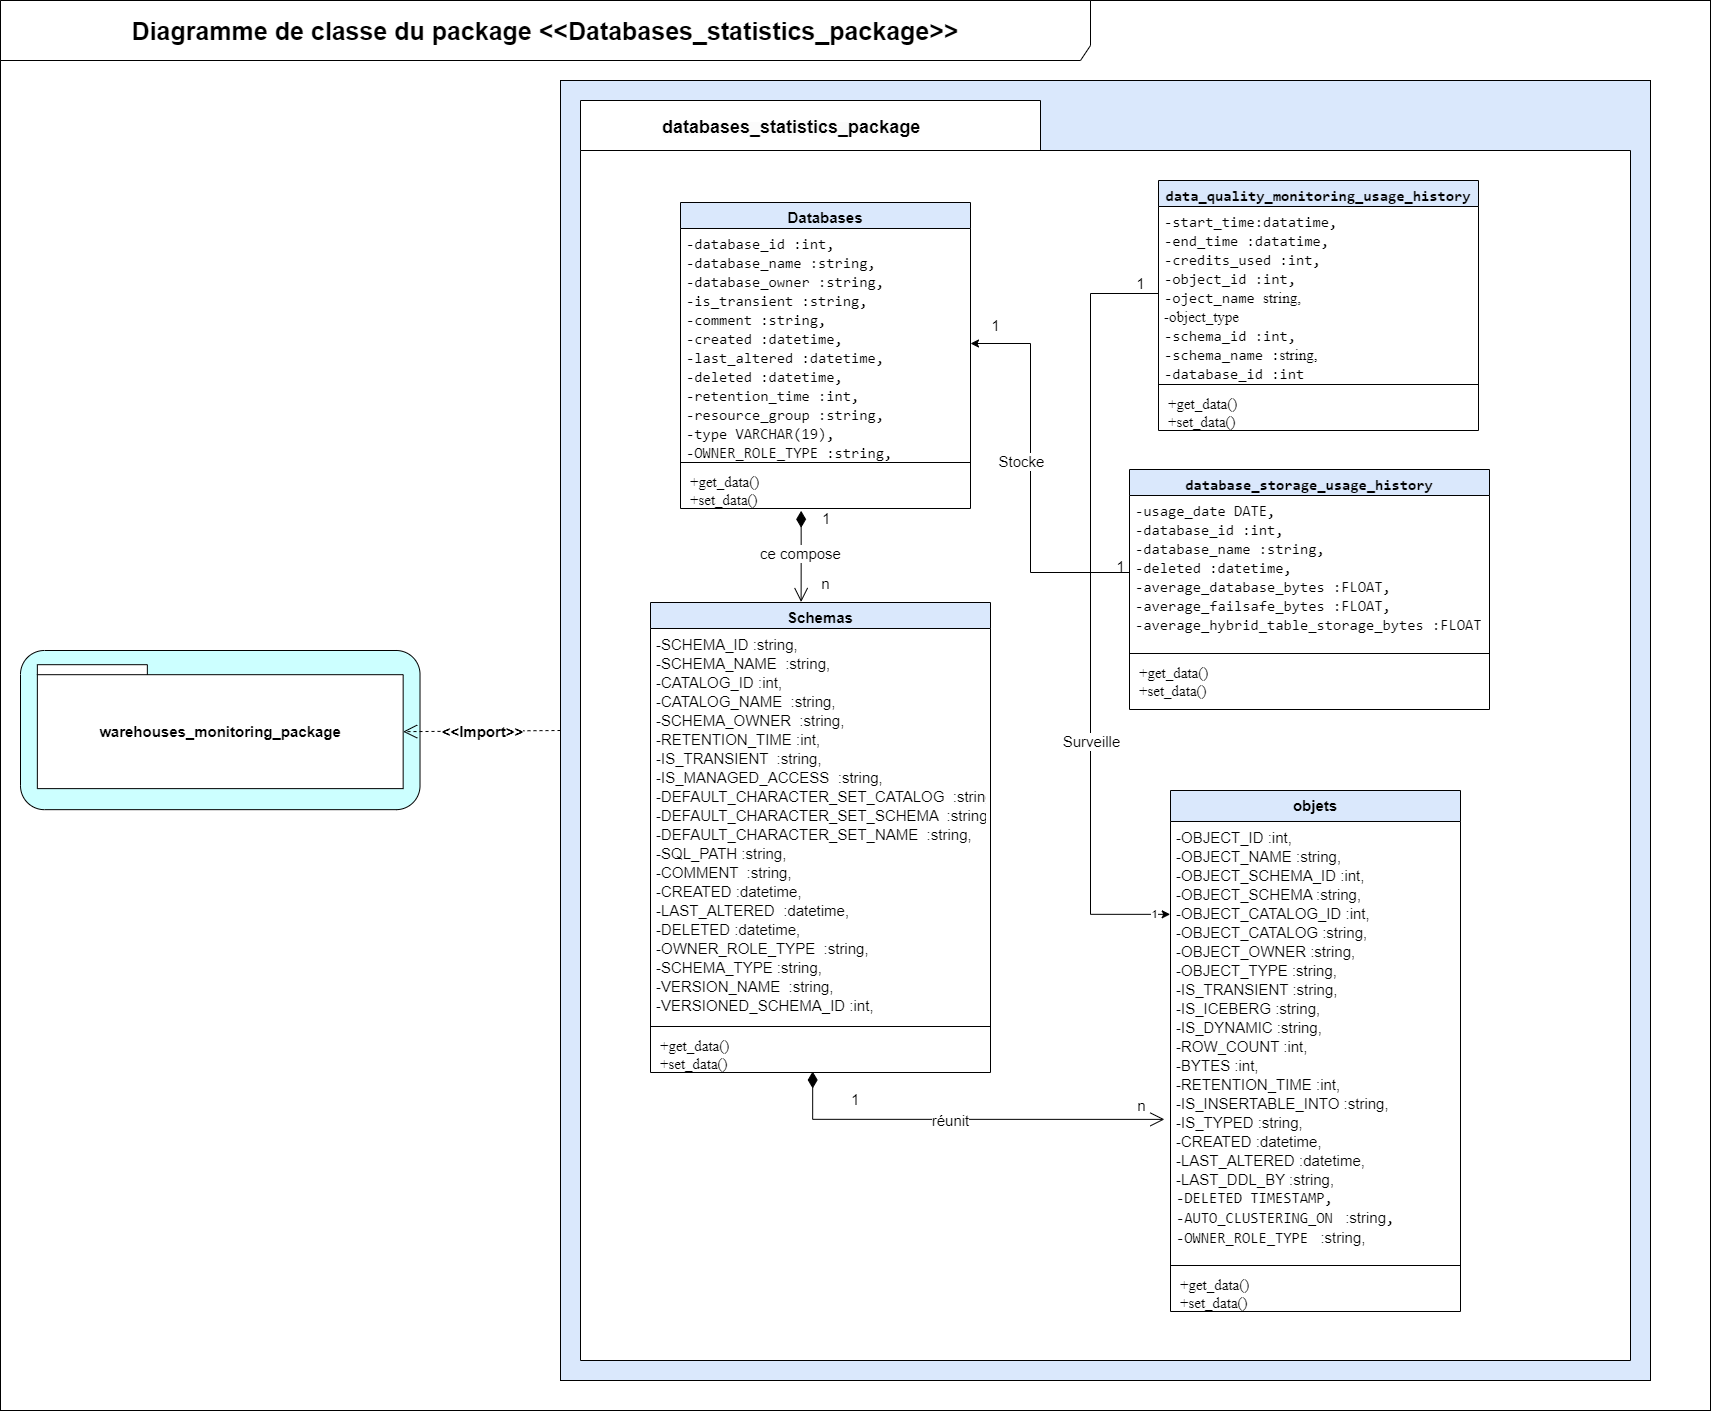 Diagramme de classe du package <<Databases_statistics_package>>
databases_statistics_package
Databases
-database_id :int,
-database_name :string,
-database_owner :string,
-is_transient :string,
-comment :string,
-created :datetime,
-last_altered :datetime,
-deleted :datetime,
-retention_time :int,
-resource_group :string,
-type VARCHAR(19),
-OWNER_ROLE_TYPE :string,
+get_data()
+set_data()
1
ce compose
n
data_quality_monitoring_usage_history
-start_time:datatime,
-end_time :datatime,
-credits_used :int,
-object_id :int,
-oject_name string,
-object_type
-schema_id :int,
-schema_name :string,
-database_id :int
+get_data()
+set_data()
1
1
Stocke
database_storage_usage_history
-usage_date DATE,
-database_id :int,
-database_name :string,
-deleted :datetime,
-average_database_bytes :FLOAT,
-average_failsafe_bytes :FLOAT,
-average_hybrid_table_storage_bytes :FLOAT
+get_data()
+set_data()
1
Surveille
Schemas
-SCHEMA_ID :string,
-SCHEMA_NAME  :string,
-CATALOG_ID :int,
-CATALOG_NAME  :string,
-SCHEMA_OWNER  :string,
-RETENTION_TIME :int,
-IS_TRANSIENT  :string,
-IS_MANAGED_ACCESS  :string,
-DEFAULT_CHARACTER_SET_CATALOG  :strin
-DEFAULT_CHARACTER_SET_SCHEMA  :string
-DEFAULT_CHARACTER_SET_NAME  :string,
-SQL_PATH :string,
-COMMENT  :string,
-CREATED :datetime,
-LAST_ALTERED  :datetime,
-DELETED :datetime,
-OWNER_ROLE_TYPE  :string,
-SCHEMA_TYPE :string,
-VERSION_NAME  :string,
-VERSIONED_SCHEMA_ID :int,
+get_data()
+set_data()
1
réunit
n
warehouses_monitoring_package
<<Import>>
objets
-OBJECT_ID :int,
-OBJECT_NAME :string,
-OBJECT_SCHEMA_ID :int,
-OBJECT_SCHEMA :string,
-OBJECT_CATALOG_ID :int,
-OBJECT_CATALOG :string,
-OBJECT_OWNER :string,
-OBJECT_TYPE :string,
-IS_TRANSIENT :string,
-IS_ICEBERG :string,
-IS_DYNAMIC :string,
-ROW_COUNT :int,
-BYTES :int,
-RETENTION_TIME :int,
-IS_INSERTABLE_INTO :string,
-IS_TYPED :string,
-CREATED :datetime,
-LAST_ALTERED :datetime,
-LAST_DDL_BY :string,
-DELETED TIMESTAMP,
-AUTO_CLUSTERING_ON  :string,
-OWNER_ROLE_TYPE  :string,
+get_data()
+set_data()
1